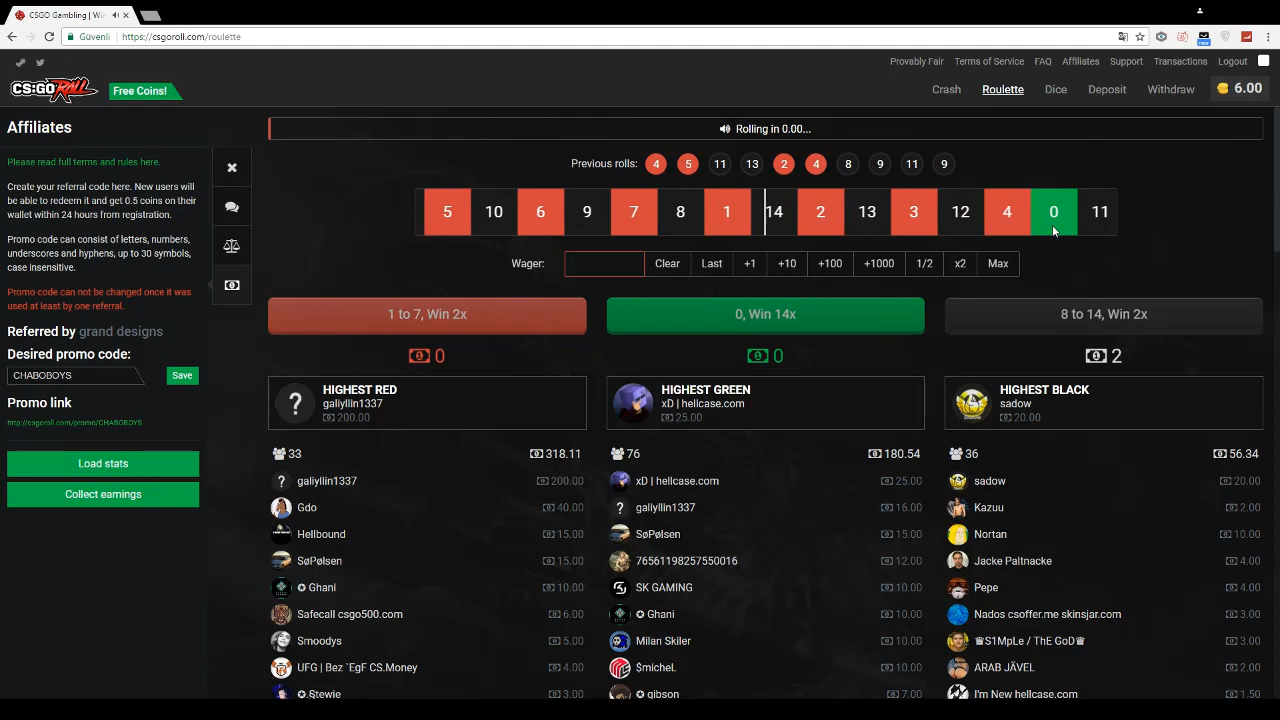 CSGO Gambling | Win
Güvenli
https://csgoroll.com/roulette
new
Provably Fair
Terms of Service
FAQ
Affiliates
Support
Transactions
Logout
CS:GO ROLL
Free Coins!
Crash
Roulette
Dice
Deposit
Withdraw
6.00
Affiliates
Please read full terms and rules here.
Create your referral code here. New users will
be able to redeem it and get 0.5 coins on their
wallet within 24 hours from registration.
Promo code can consist of letters, numbers,
underscores and hyphens, up to 30 symbols,
case insensitive.
Promo code can not be changed once it was
used at least by one referral.
Referred by grand designs
Desired promo code:
CHABOBOYS
Save
Promo link
http://csgoroll.com/promo/CHABOBOYS
Load stats
Collect earnings
Rolling in 0.00...
Previous rolls: 4 5 11 13 2 4 8 9 11 9
5 10 6 9 7 8 1 14 2 13 3 12 4 0 11
Wager: Clear Last +1 +10 +100 +1000 1/2 x2 Max
1 to 7, Win 2x
0
HIGHEST RED
galiyllin1337
200.00
33 318.11
galiyllin1337 200.00
Gdo 40.00
Hellbound 15.00
SøPølsen 15.00
✪ Ghani 10.00
Safecall csgo500.com 6.00
Smoodys 5.00
UFG | Bez `EgF CS.Money 4.00
✪.Stewie 3.00
0, Win 14x
0
HIGHEST GREEN
xD | hellcase.com
25.00
76 180.54
xD | hellcase.com 25.00
galiyllin1337 16.00
SøPølsen 15.00
76561198257550016 12.00
SK GAMING 10.00
✪ Ghani 10.00
Milan Skiler 10.00
$micheL 10.00
✪ gibson 7.00
8 to 14, Win 2x
2
HIGHEST BLACK
sadow
20.00
36 56.34
sadow 20.00
Kazuu 2.00
Nortan 10.00
Jacke Paltnacke 4.00
Pepe 4.00
Nados csoffer.me skinsjar.com 3.00
♛S1MpLe / ThE GoD♛ 3.00
ARAB JÄVEL 2.00
I'm New hellcase.com 1.50